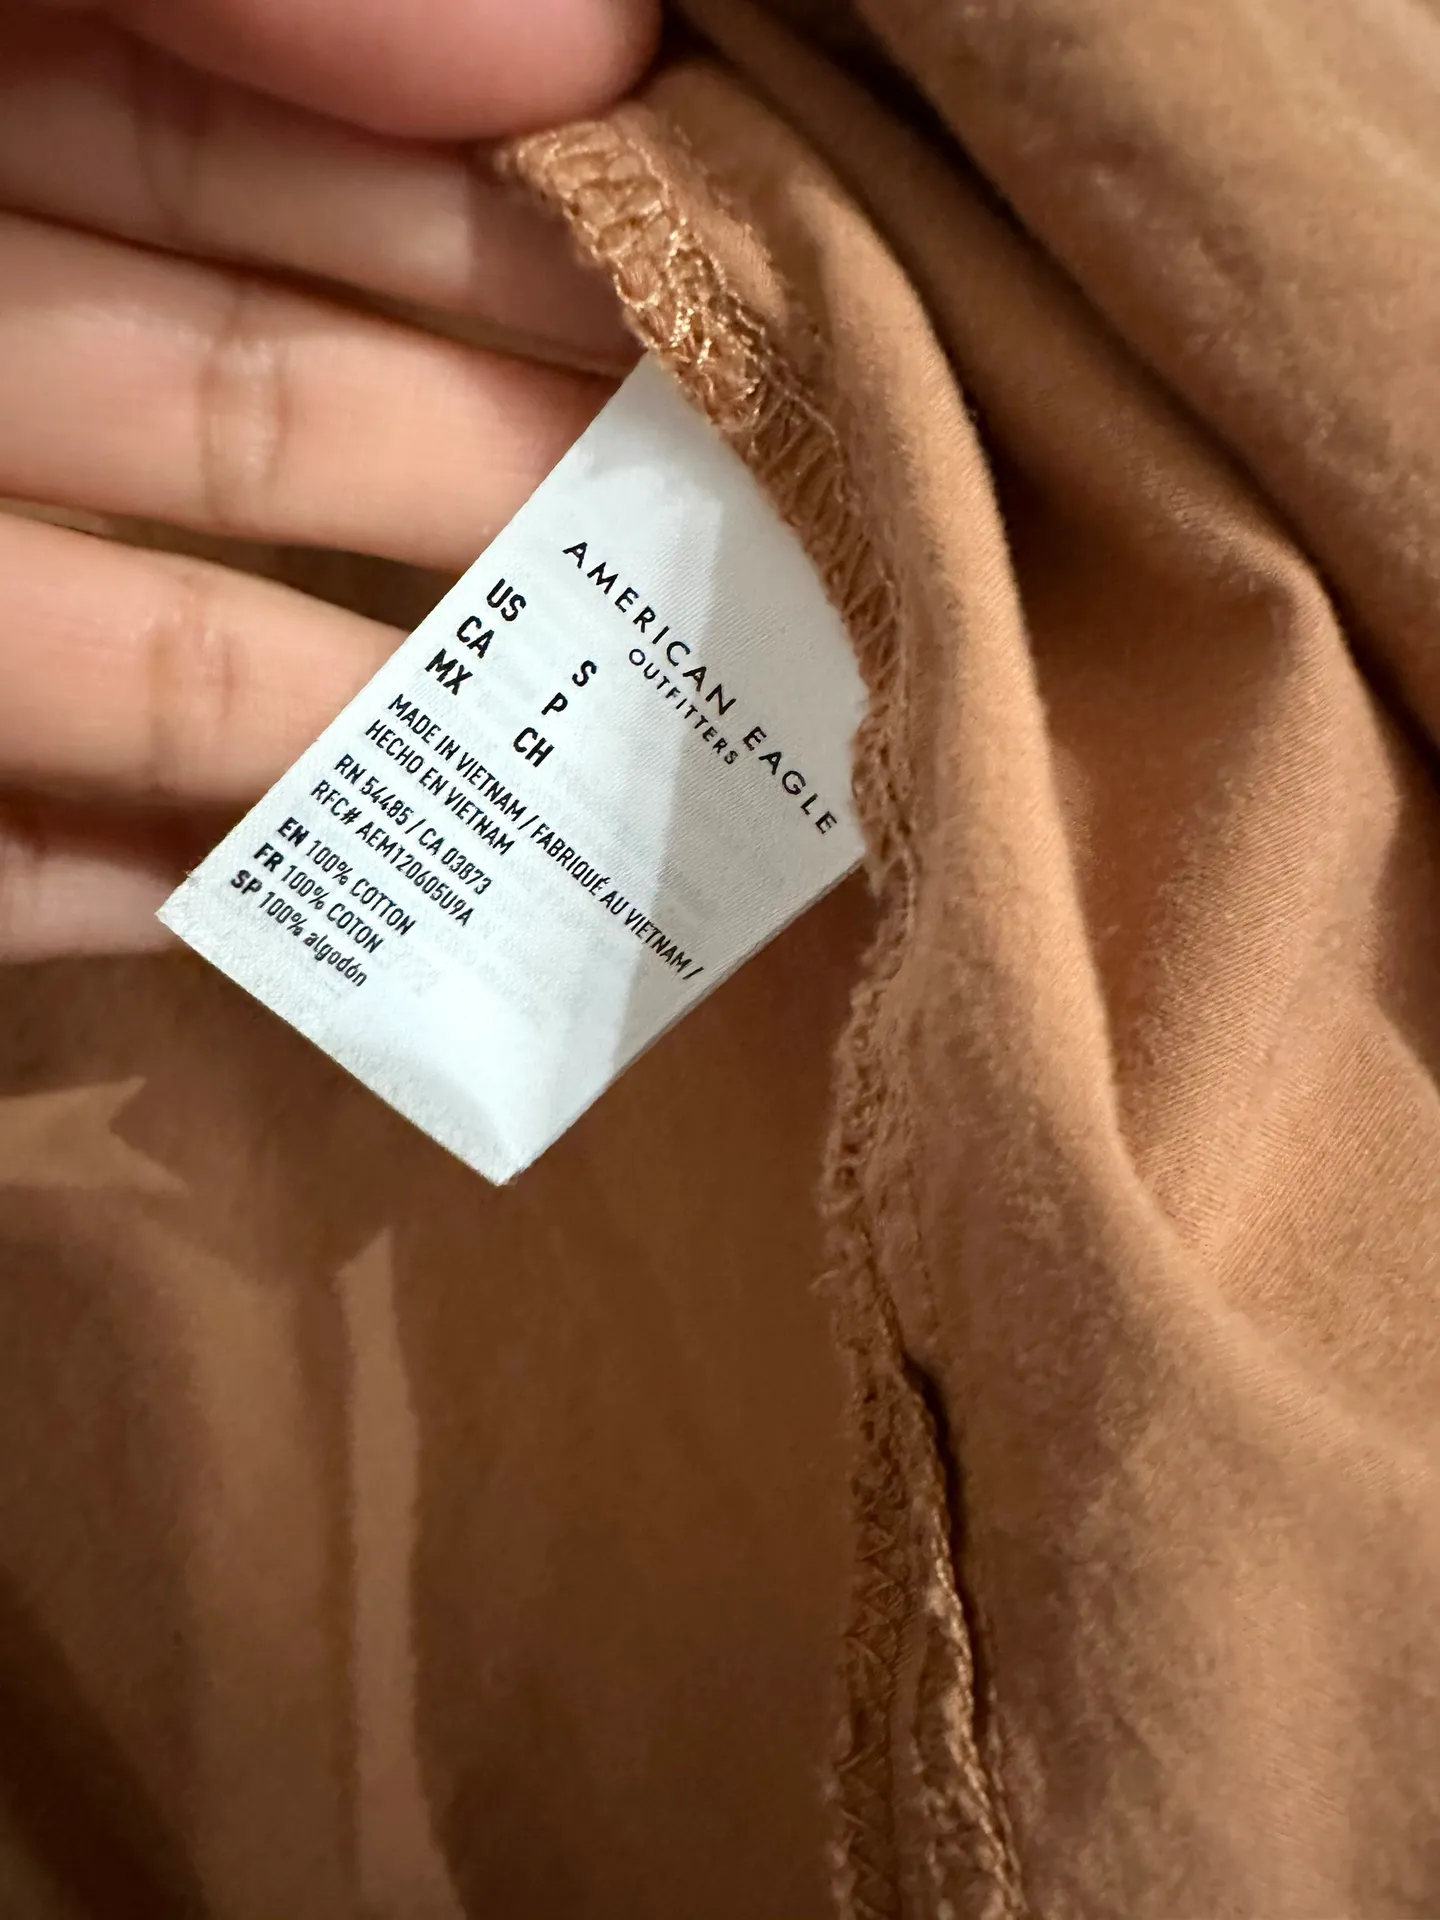 AMERICAN EAGLE
OUTFITTERS
US S
CA P
MX CH
MADE IN VIETNAM / FABRIQUÉ AU VIETNAM /
HECHO EN VIETNAM
RN 54485 / CA 03873
RFC# AEM120605U9A
EN 100% COTTON
FR 100% COTON
SP 100% algodón